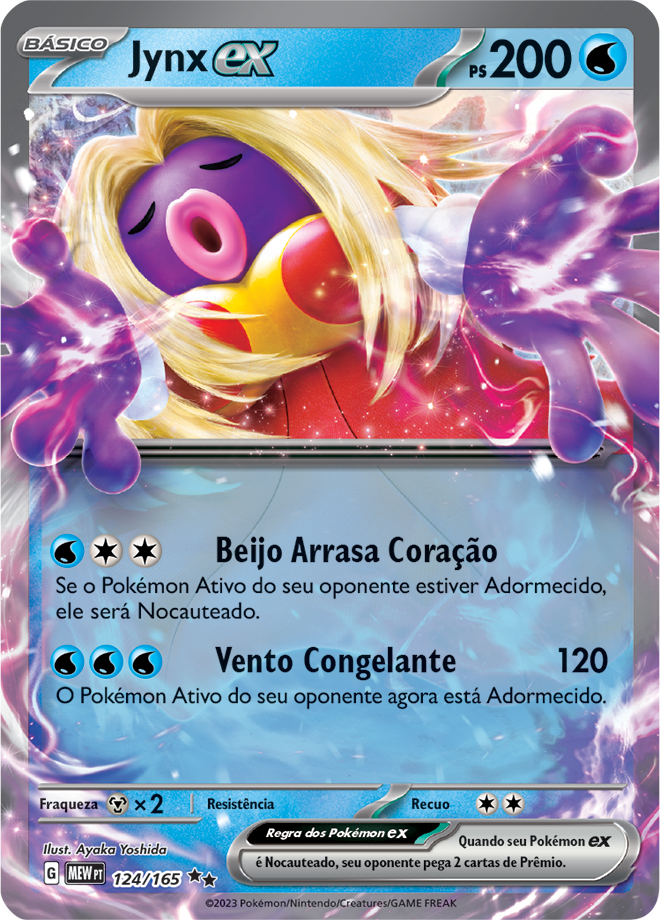 BÁSICO
Jynx ex
PS 200
Beijo Arrasa Coração
Se o Pokémon Ativo do seu oponente estiver Adormecido,
ele será Nocauteado.
Vento Congelante 120
O Pokémon Ativo do seu oponente agora está Adormecido.
Fraqueza ×2 Resistência Recuo
Ilust. Ayaka Yoshida
Regra dos Pokémon ex Quando seu Pokémon ex
é Nocauteado, seu oponente pega 2 cartas de Prêmio.
G MEW PT 124/165
©2023 Pokémon/Nintendo/Creatures/GAME FREAK